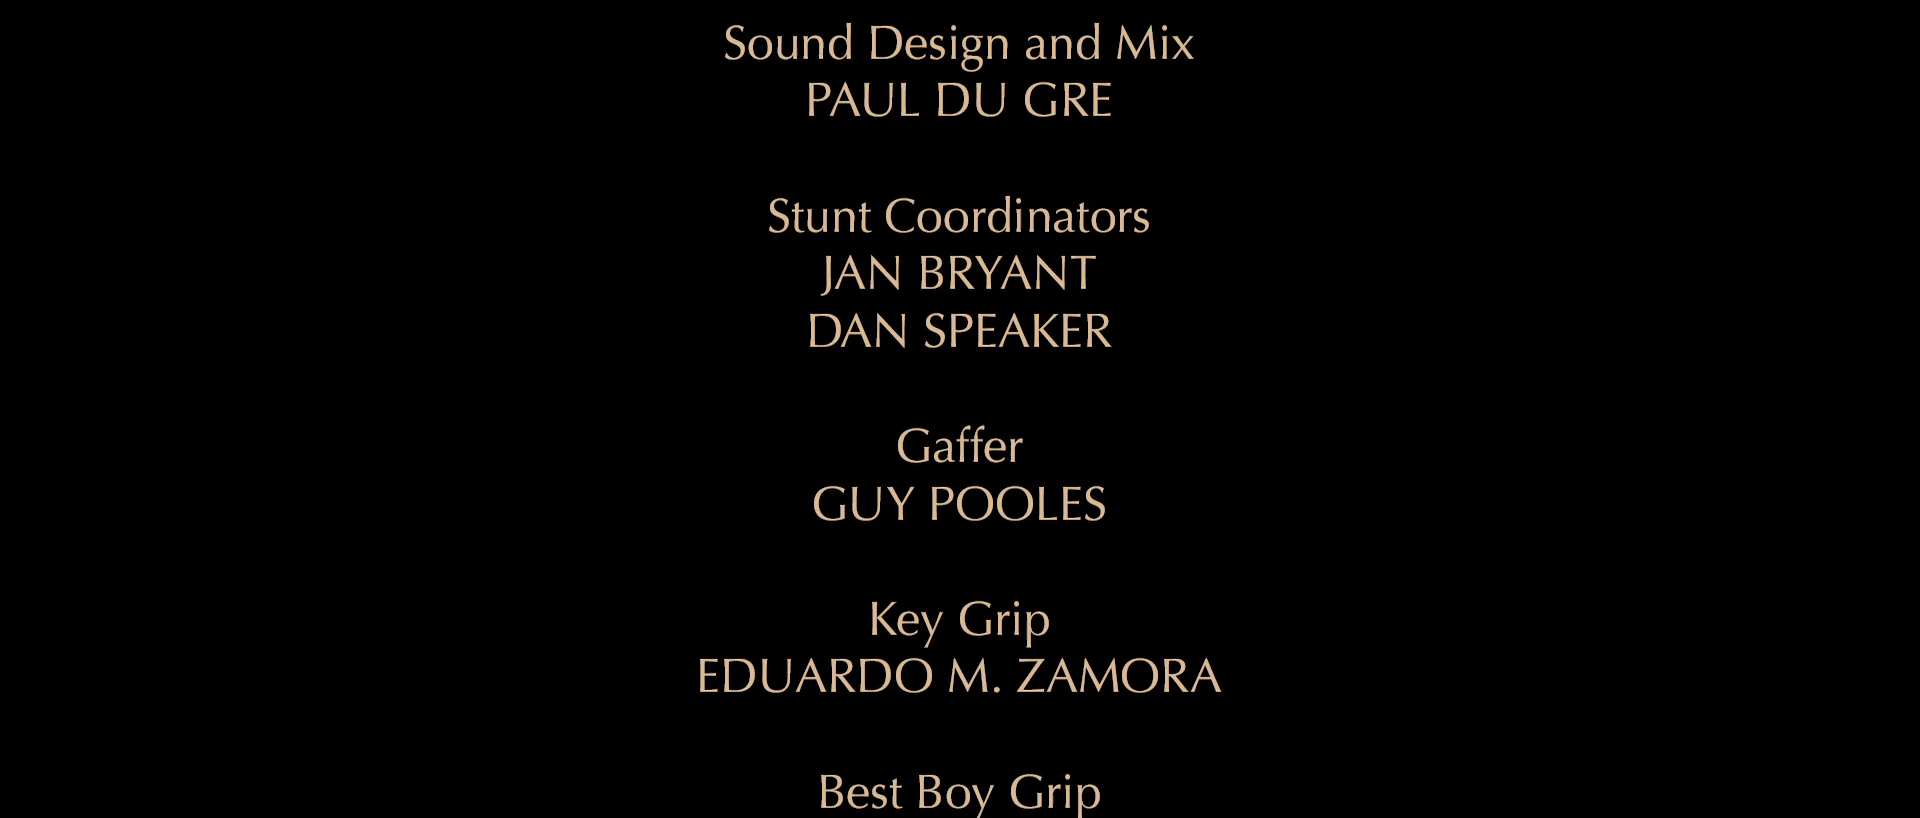 Sound Design and Mix
PAUL DU GRE
Stunt Coordinators
JAN BRYANT
DAN SPEAKER
Gaffer
GUY POOLES
Key Grip
EDUARDO M. ZAMORA
Best Boy Grip